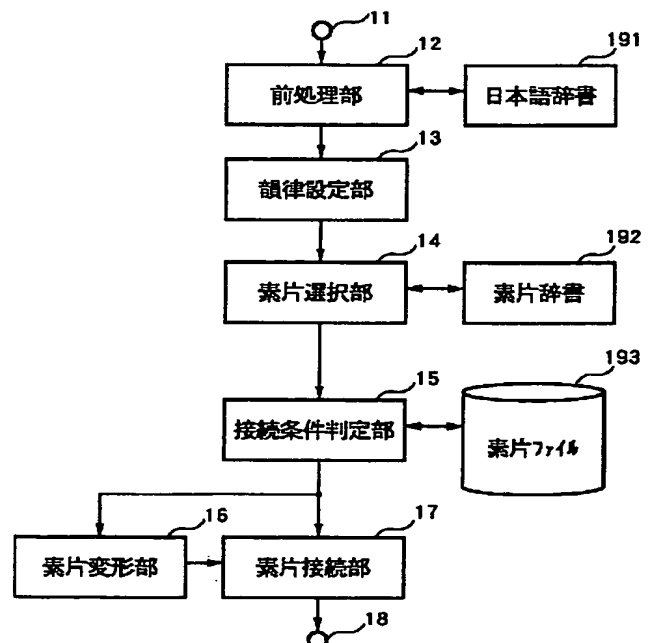 11
12
191
前処理部
日本語辞書
13
韻律設定部
14
192
素片選択部
素片辞書
15
193
接続条件判定部
素片ファイル
16
17
素片変形部
素片接続部
18